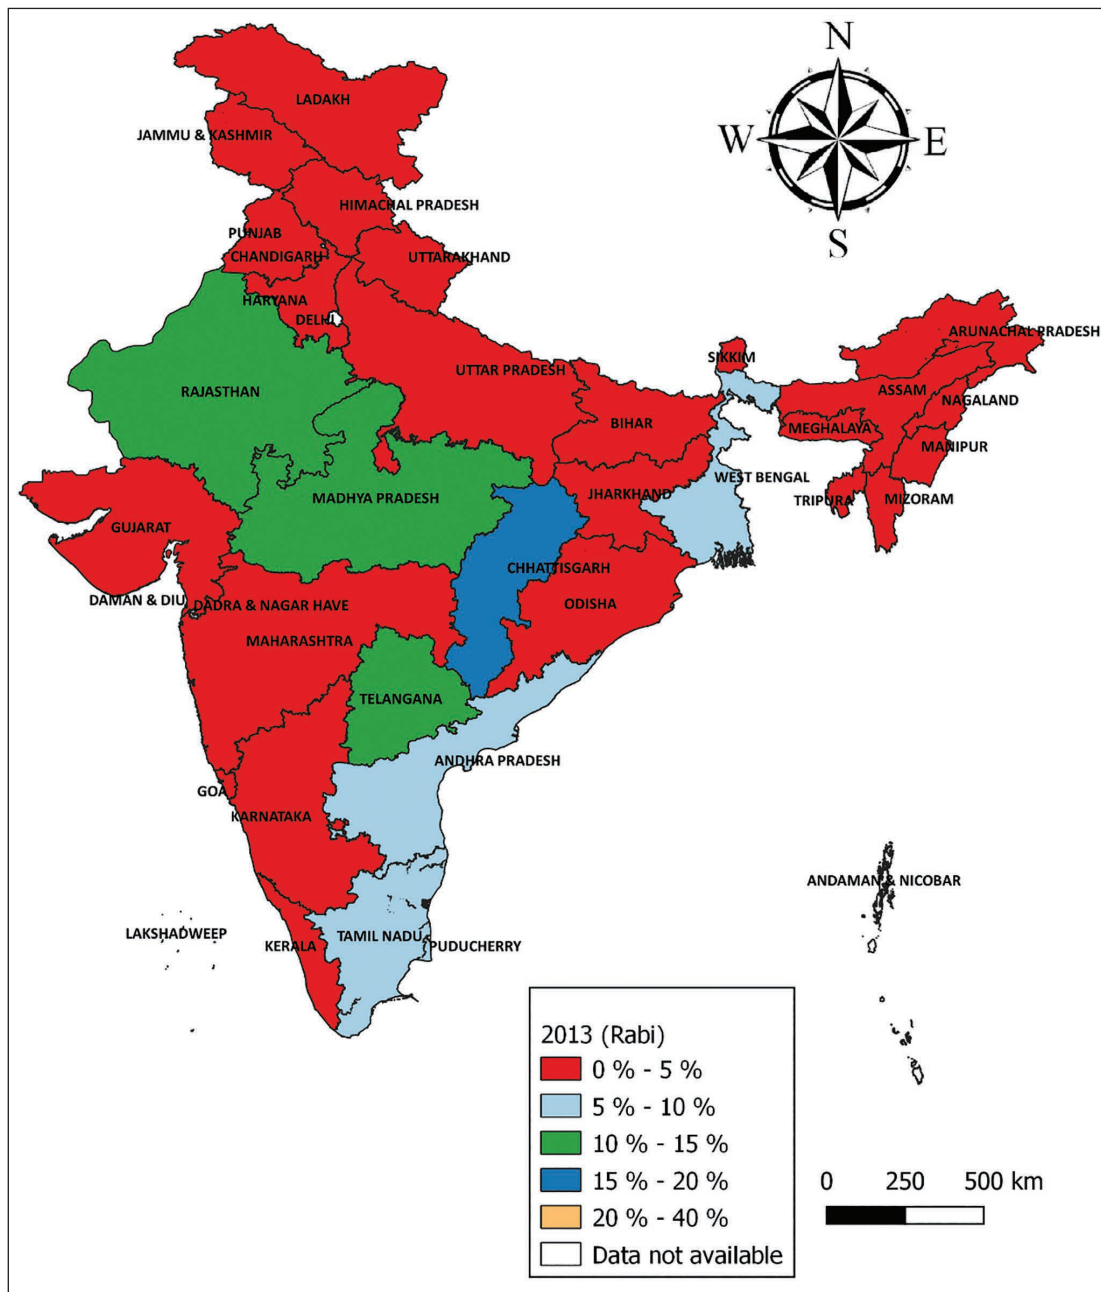 N
W E
S
LADAKH
JAMMU & KASHMIR
HIMACHAL PRADESH
PUNJAB
CHANDIGARH
UTTARAKHAND
HARYANA
DELHI
ARUNACHAL PRADESH
SIKKIM
UTTAR PRADESH
RAJASTHAN
ASSAM
NAGALAND
BIHAR
MEGHALAYA
MANIPUR
WEST BENGAL
JHARKHAND
MADHYA PRADESH
TRIPURA
MIZORAM
GUJARAT
CHHATTISGARH
DAMAN & DIU
DADRA & NAGAR HAVE
ODISHA
MAHARASHTRA
TELANGANA
ANDHRA PRADESH
GOA
KARNATAKA
ANDAMAN & NICOBAR
LAKSHADWEEP
KERALA
TAMIL NADU
PUDUCHERRY
2013 (Rabi)
0 % - 5 %
5 % - 10 %
10 % - 15 %
15 % - 20 %
20 % - 40 %
Data not available
0 250 500 km